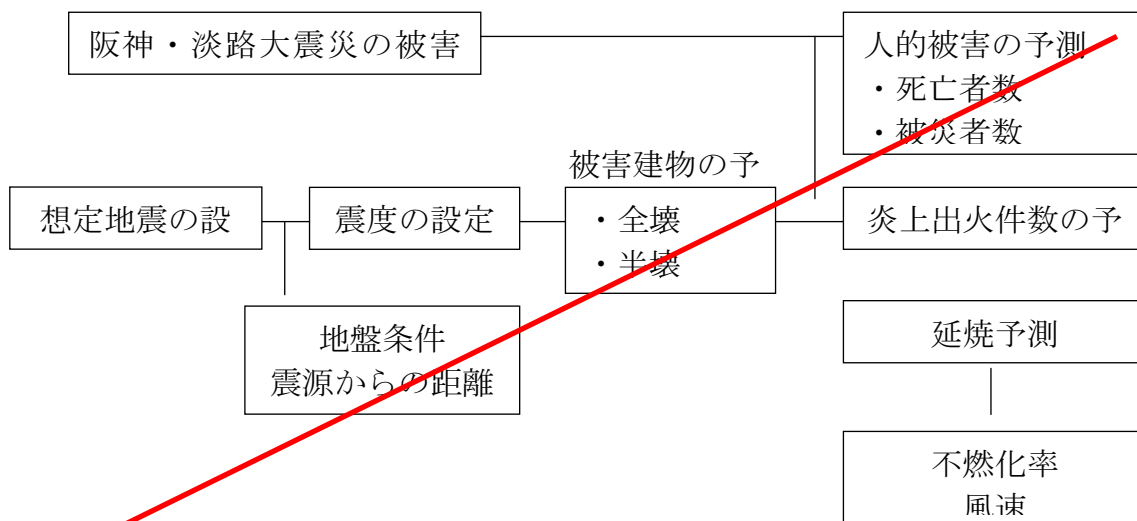 阪神・淡路大震災の被害
人的被害の予測
・死亡者数
・被災者数
被害建物の予
想定地震の設
震度の設定
・全壊
・半壊
炎上出火件数の予
地盤条件
震源からの距離
延焼予測
不燃化率
風速